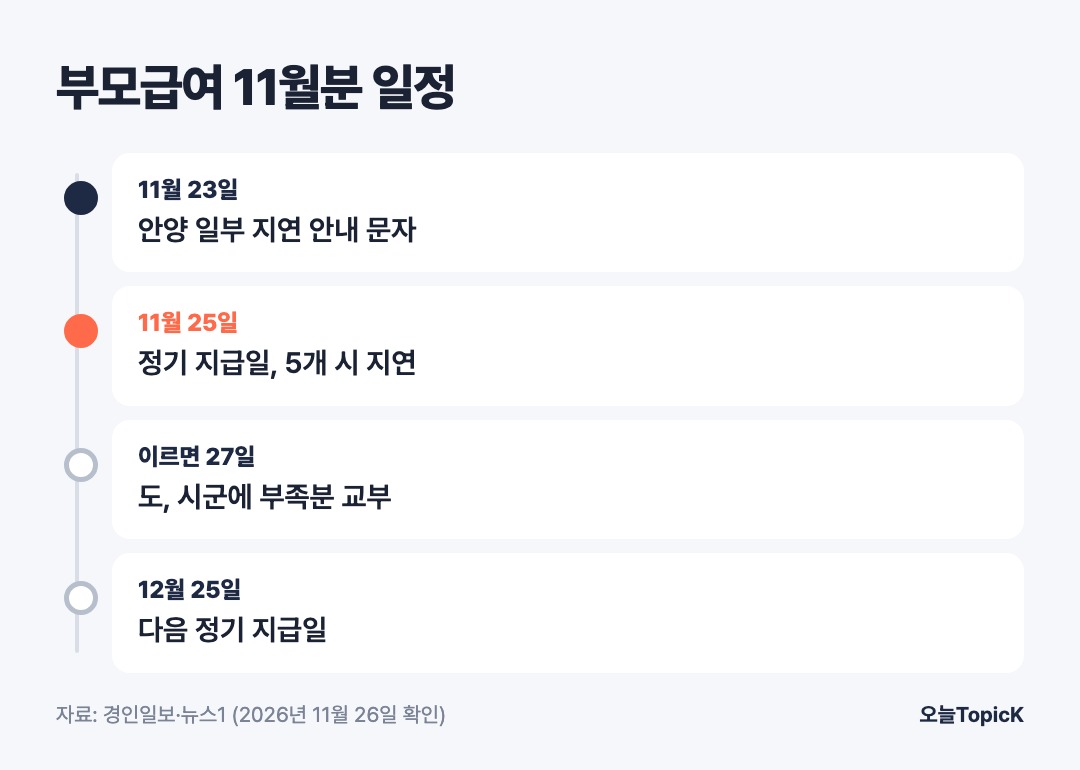 부모급여 11월분 일정
11월 23일
안양 일부 지연 안내 문자
11월 25일
정기 지급일, 5개 시 지연
이르면 27일
도, 시군에 부족분 교부
12월 25일
다음 정기 지급일
자료: 경인일보·뉴스1 (2026년 11월 26일 확인)
오늘TopicK